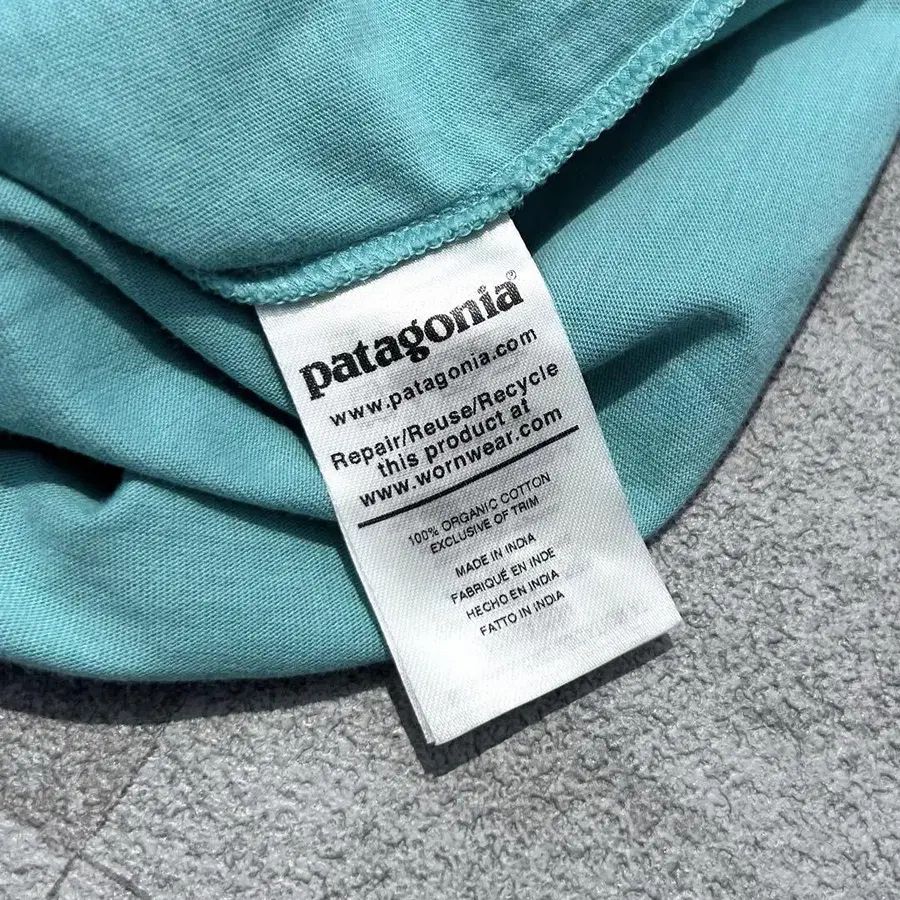 patagonia®
www.patagonia.com
Repair/Reuse/Recycle
this product at
www.wornwear.com
100% ORGANIC COTTON
EXCLUSIVE OF TRIM
MADE IN INDIA
FABRIQUÉ EN INDE
HECHO EN INDIA
FATTO IN INDIA